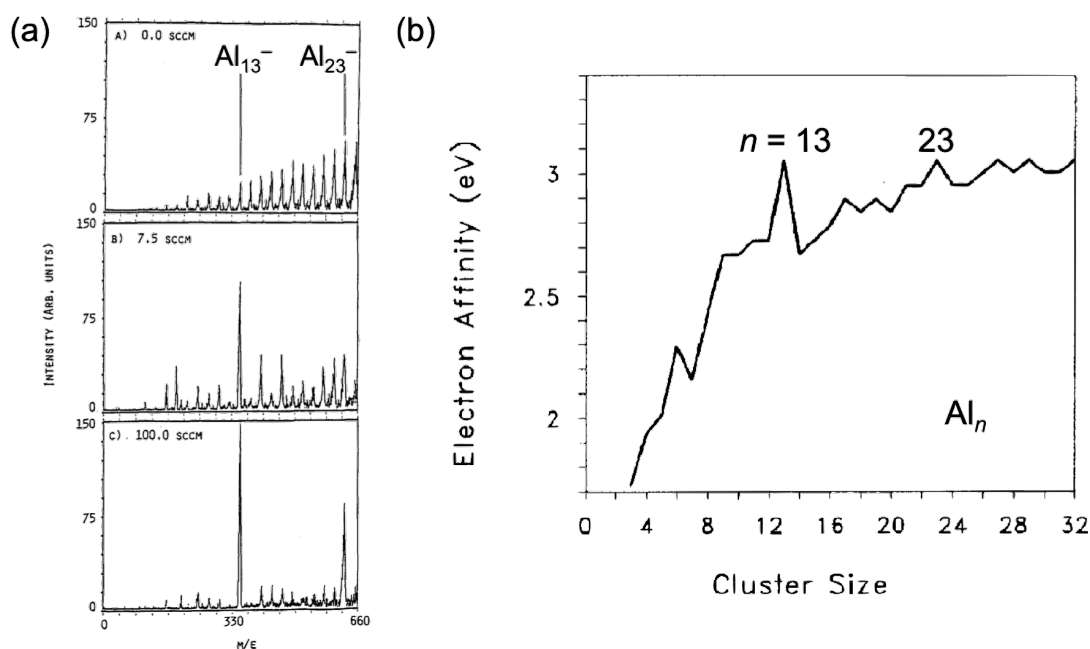 (a)
150
A) 0.0 SCCM
Al13–
Al23–
75
0
150
B) 7.5 SCCM
75
0
150
C). 100.0 SCCM
75
0
0
330
660
INTENSITY (ARB. UNITS)
M/E
(b)
n = 13
23
3
2.5
2
Electron Affinity (eV)
Aln
0 4 8 12 16 20 24 28 32
Cluster Size